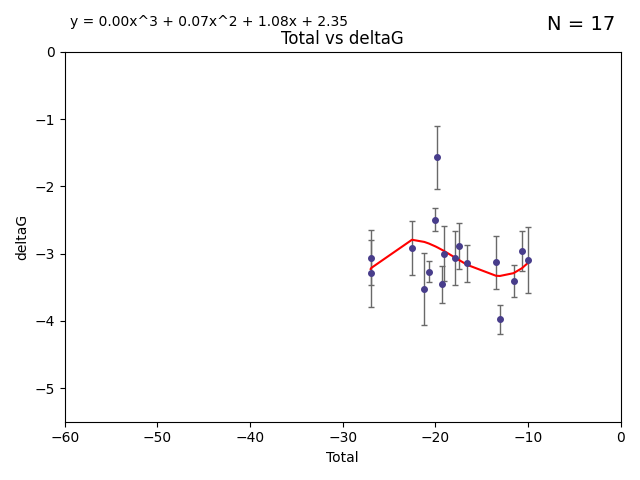 y = 0.00x^3 + 0.07x^2 + 1.08x + 2.35
N = 17
Total vs deltaG
0
−1
−2
−3
−4
−5
deltaG
−60 −50 −40 −30 −20 −10 0
Total